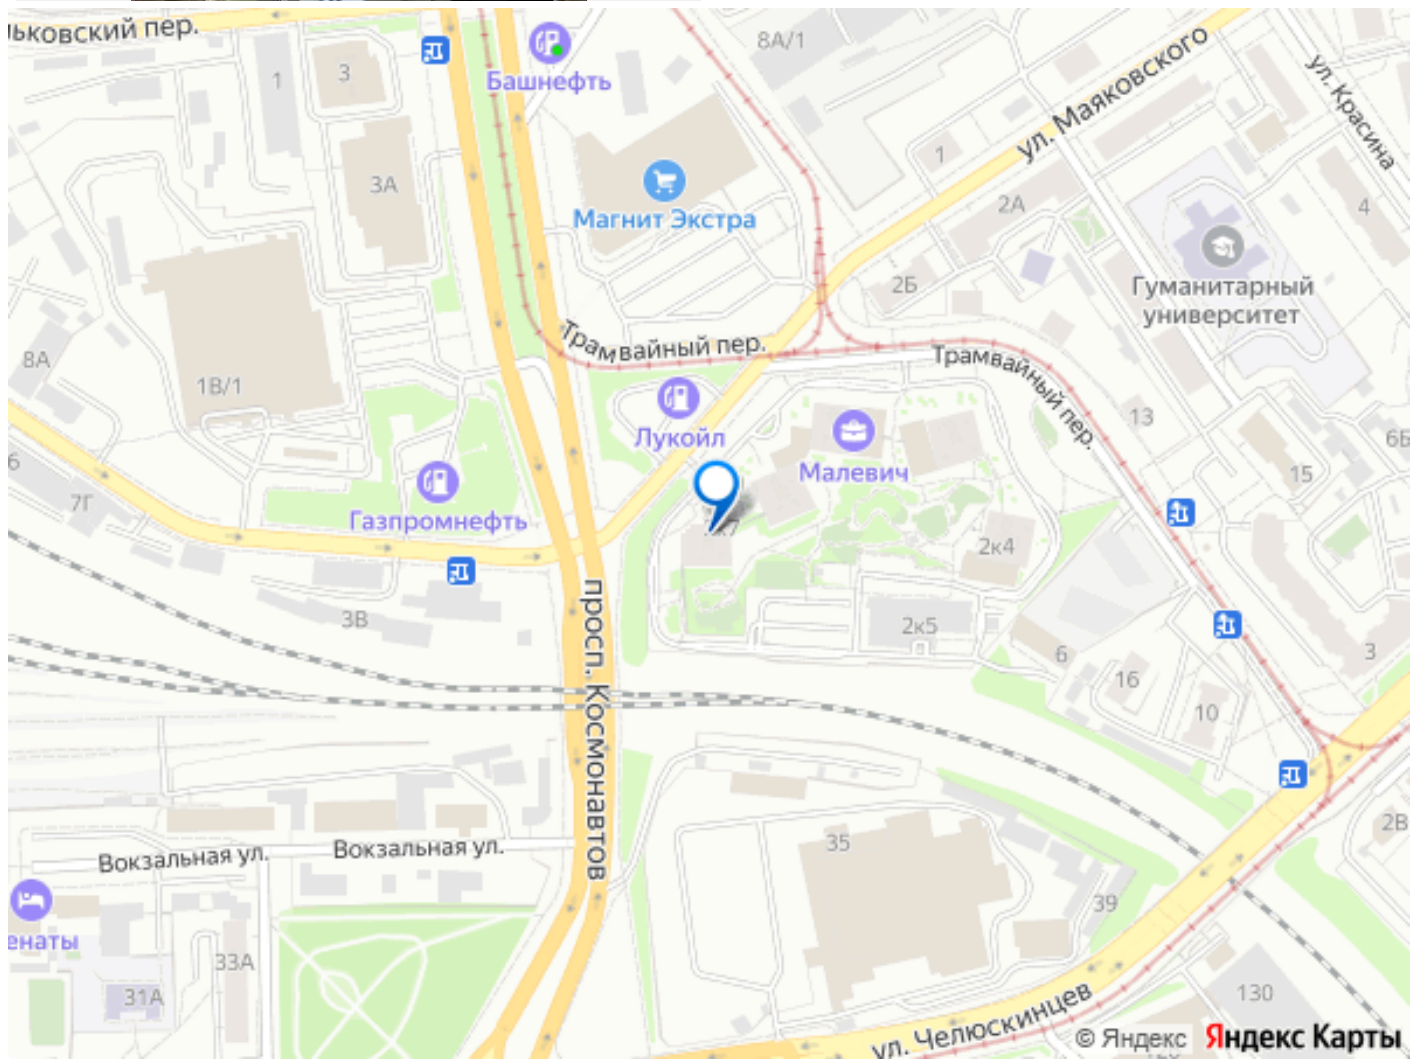 льковский пер.
Башнефть
8А/1
ул. Маяковского
ул. Красина
1
3
3А
Магнит Экстра
1
2А
4
2Б
Гуманитарный
университет
Трамвайный пер.
Трамвайный пер.
8А
1В/1
Лукойл
Малевич
13
6Б
15
6
7Г
Газпромнефть
2к4
3В
2к5
6
16
3
10
просп. Космонавтов
Вокзальная ул.
Вокзальная ул.
35
2В
39
енаты
33А
31А
130
ул. Челюскинцев
© Яндекс Яндекс Карты